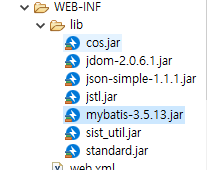 WEB-INF
lib
cos.jar
jdom-2.0.6.1.jar
json-simple-1.1.1.jar
jstl.jar
mybatis-3.5.13.jar
sist_util.jar
standard.jar
web.xml